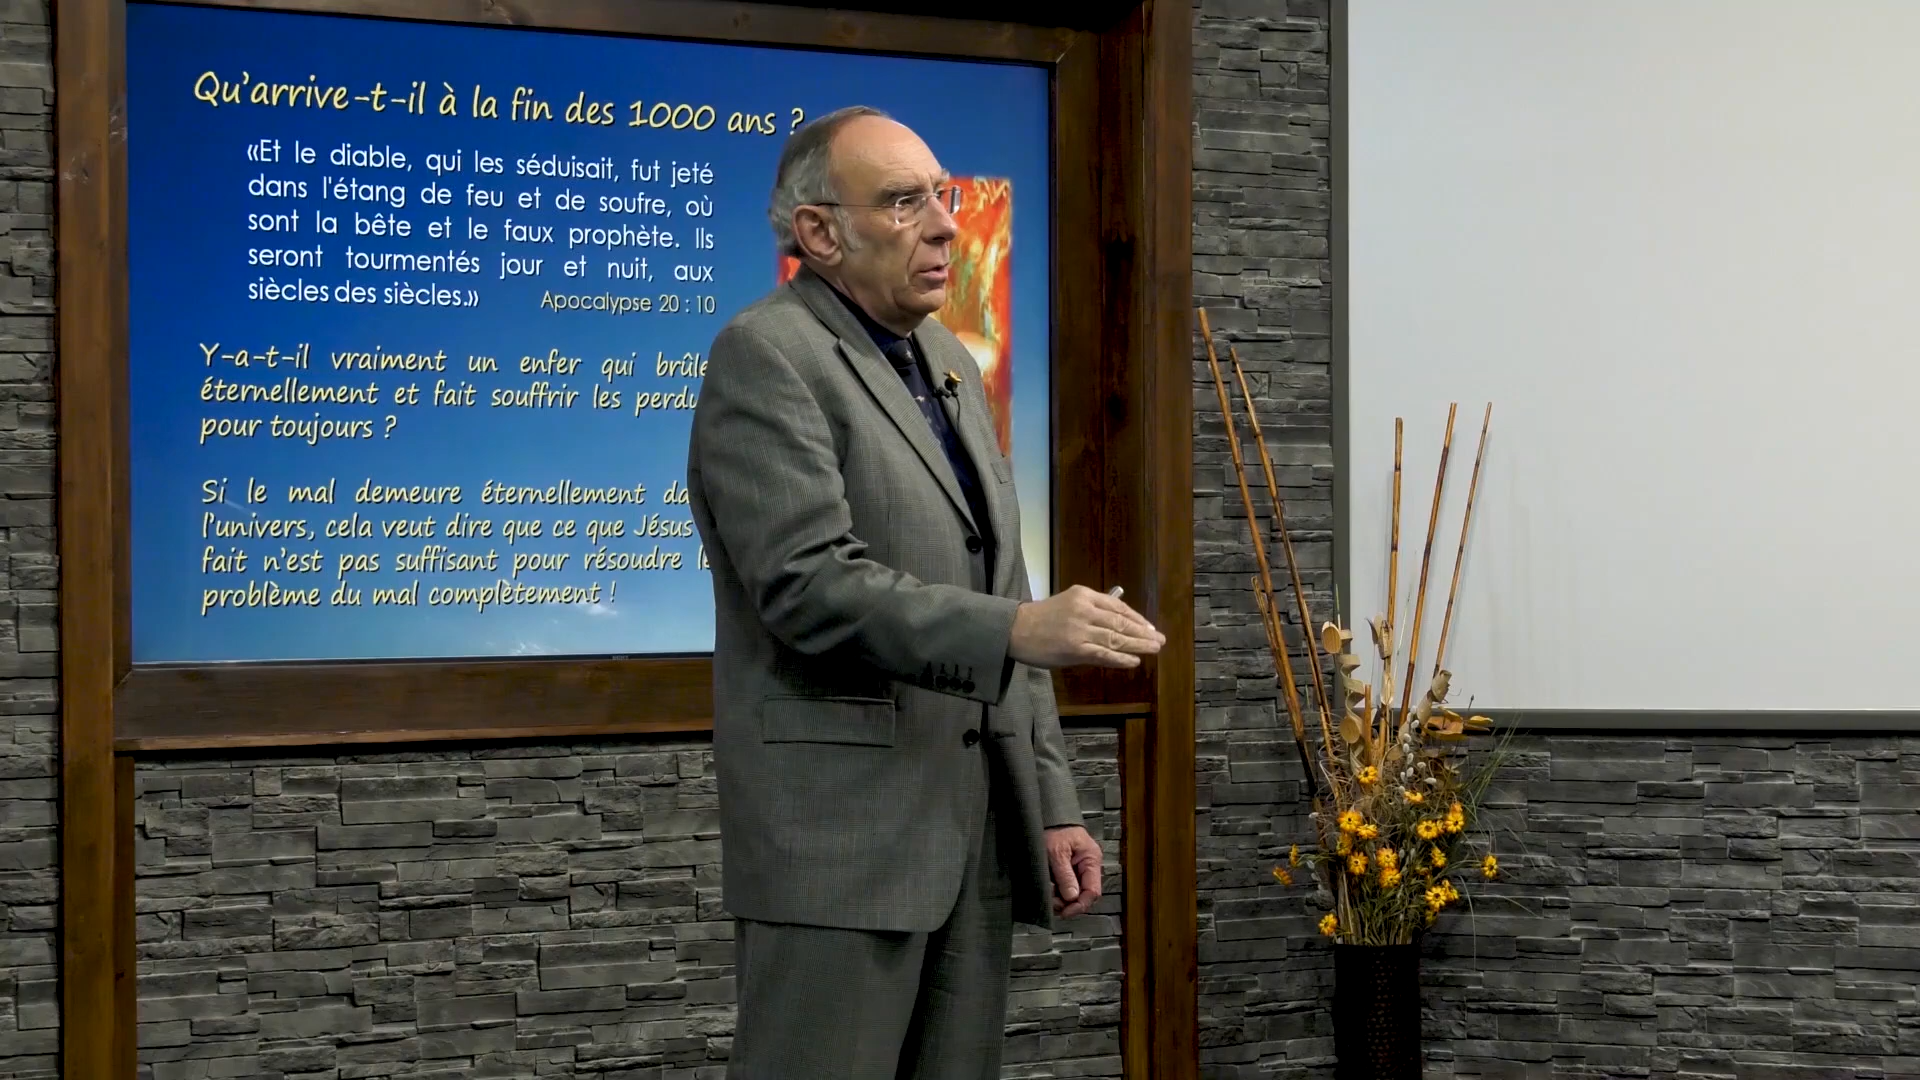 Qu'arrive-t-il à la fin des 1000 ans ?
«Et le diable, qui les séduisait, fut jeté
dans l'étang de feu et de soufre, où
sont la bête et le faux prophète. Ils
seront tourmentés jour et nuit, aux
siècles des siècles.» Apocalypse 20 : 10
Y-a-t-il vraiment un enfer qui brûle
éternellement et fait souffrir les
pour toujours ?
Si le mal demeure éternellement
l'univers, cela veut dire que ce que Jésus
fait n'est pas suffisant pour résoudre
problème du mal complètement !